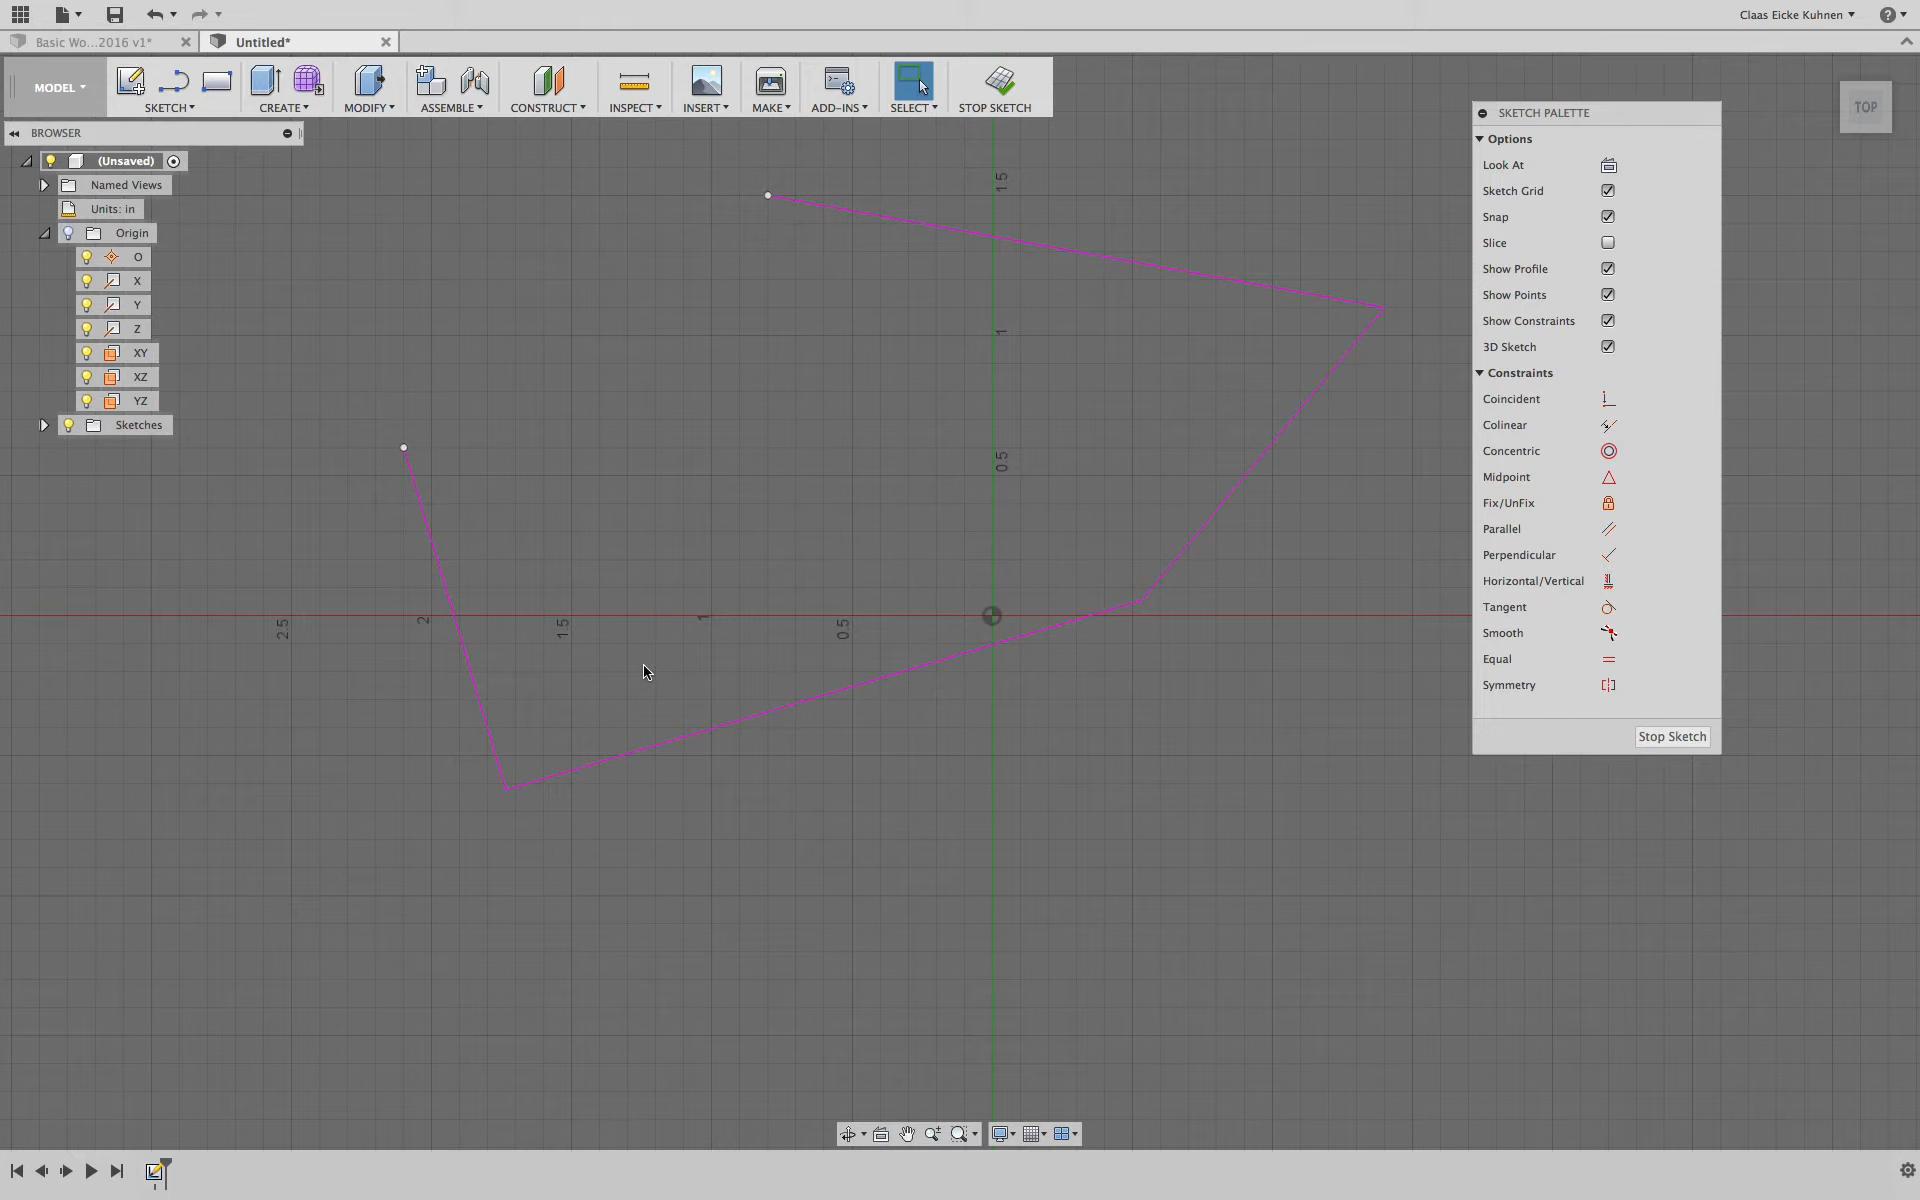 Claas Eicke Kuhnen
Basic Wo...2016 v1*
Untitled*
MODEL
SKETCH
CREATE
MODIFY
ASSEMBLE
CONSTRUCT
INSPECT
INSERT
MAKE
ADD-INS
SELECT
STOP SKETCH
TOP
BROWSER
(Unsaved)
Named Views
Units: in
Origin
O
X
Y
Z
XY
XZ
YZ
Sketches
1.5
1
0.5
2.5
2
1.5
1
0.5
SKETCH PALETTE
Options
Look At
Sketch Grid
Snap
Slice
Show Profile
Show Points
Show Constraints
3D Sketch
Constraints
Coincident
Colinear
Concentric
Midpoint
Fix/UnFix
Parallel
Perpendicular
Horizontal/Vertical
Tangent
Smooth
Equal
Symmetry
Stop Sketch